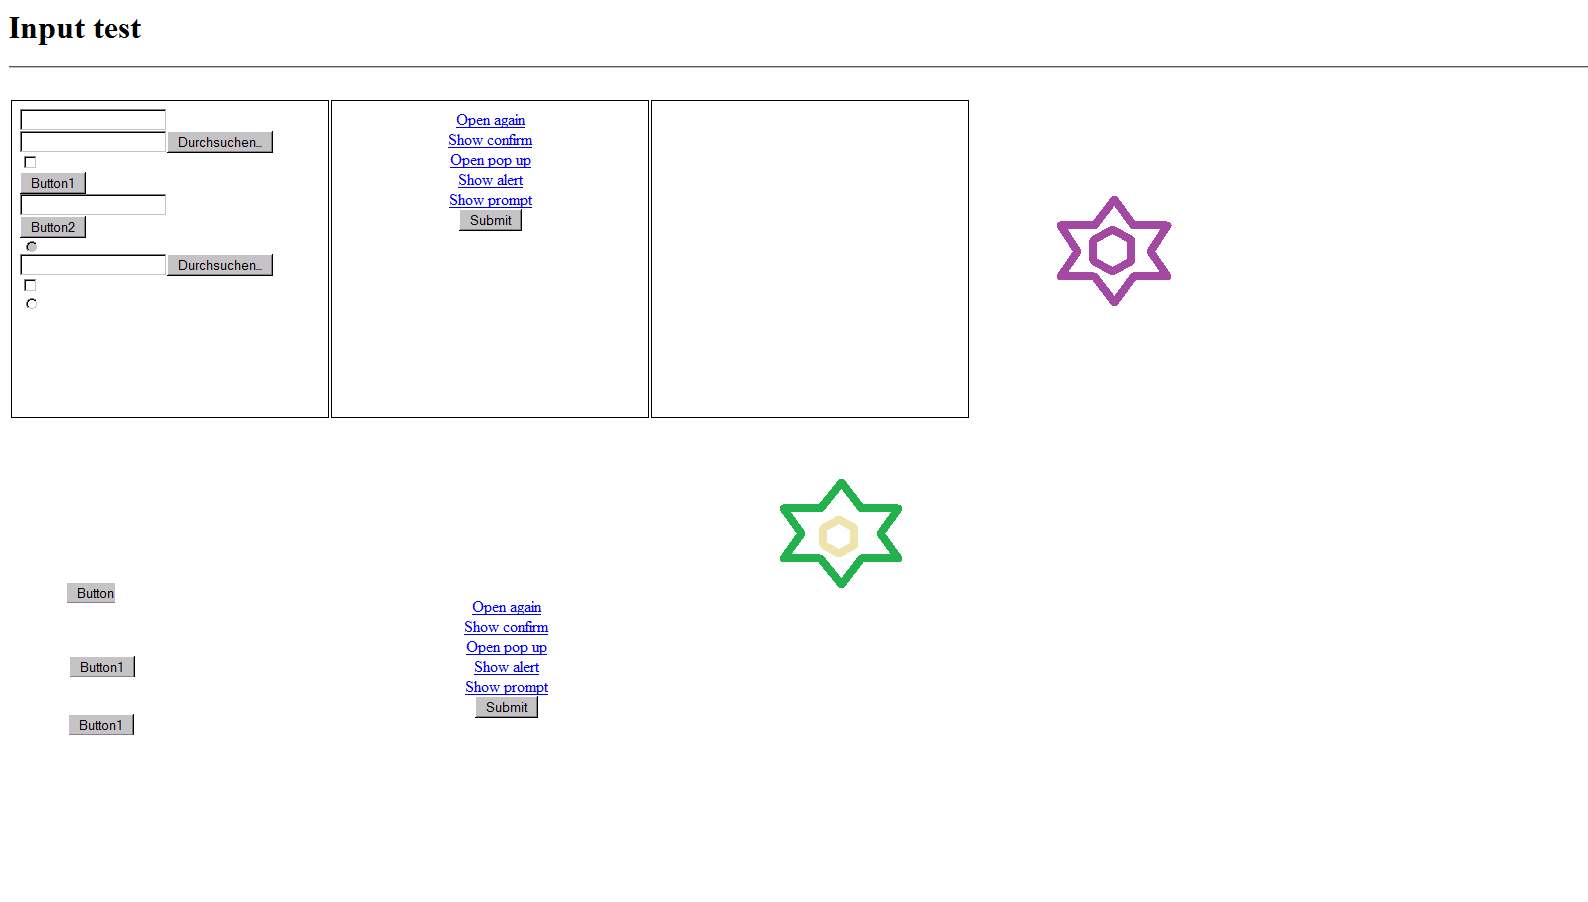 Input test
Durchsuchen...
Button1
Button2
Durchsuchen...
Open again
Show confirm
Open pop up
Show alert
Show prompt
Submit
Button
Button1
Button1
Open again
Show confirm
Open pop up
Show alert
Show prompt
Submit